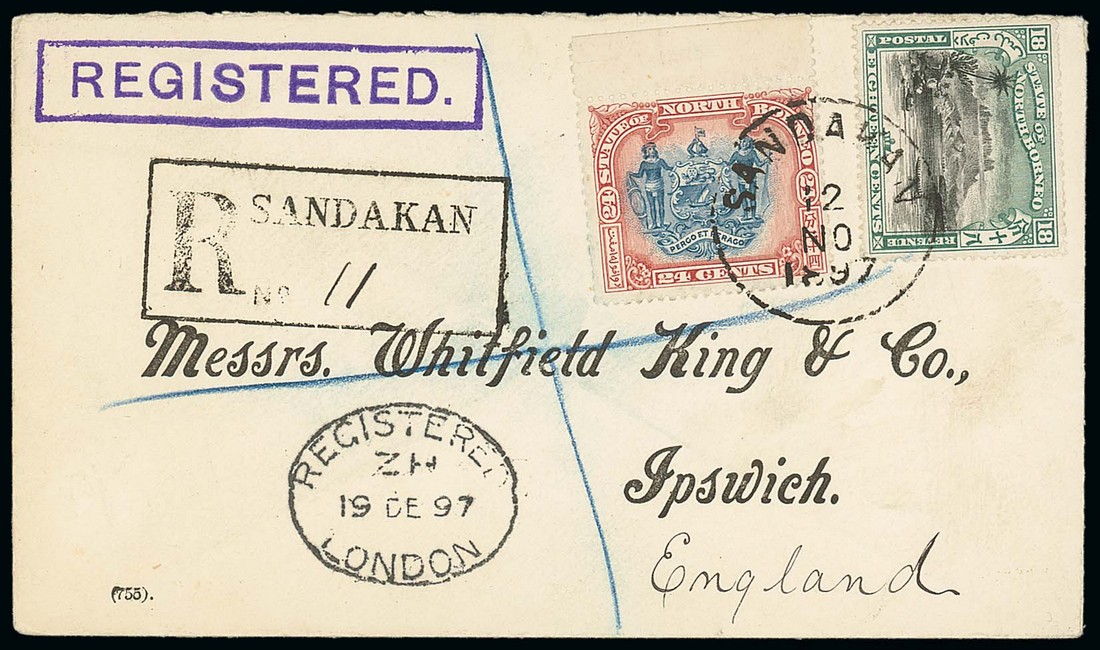 REGISTERED.
R SANDAKAN
No 11
STATE OF NORTH BORNEO
24
PERGO ET PERAGO
24 CENTS
18 POSTAL
STATE OF NORTH BORNEO
EIGHTEEN CENTS
18 REVENUE
SANDAKAN
12
NO
1897
Messrs. Whitfield King & Co.,
Ipswich.
England
REGISTERED
ZH
19 DE 97
LONDON
(755).